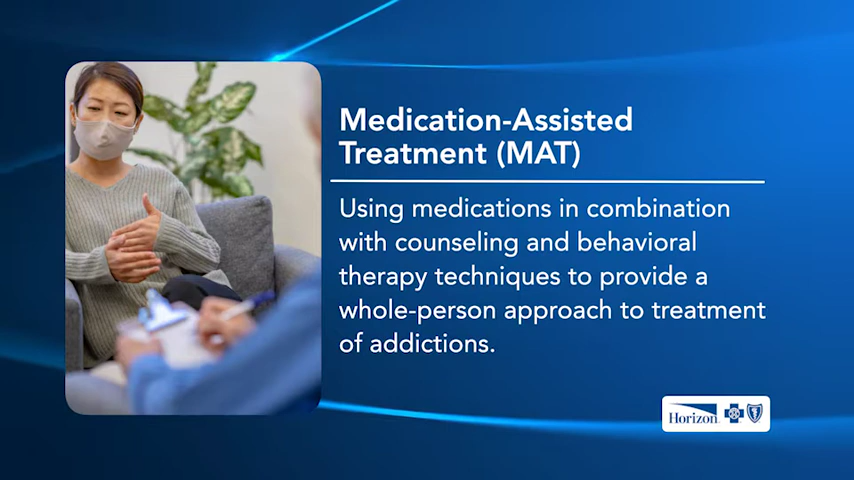 Medication-Assisted
Treatment (MAT)
Using medications in combination
with counseling and behavioral
therapy techniques to provide a
whole-person approach to treatment
of addictions.
Horizon